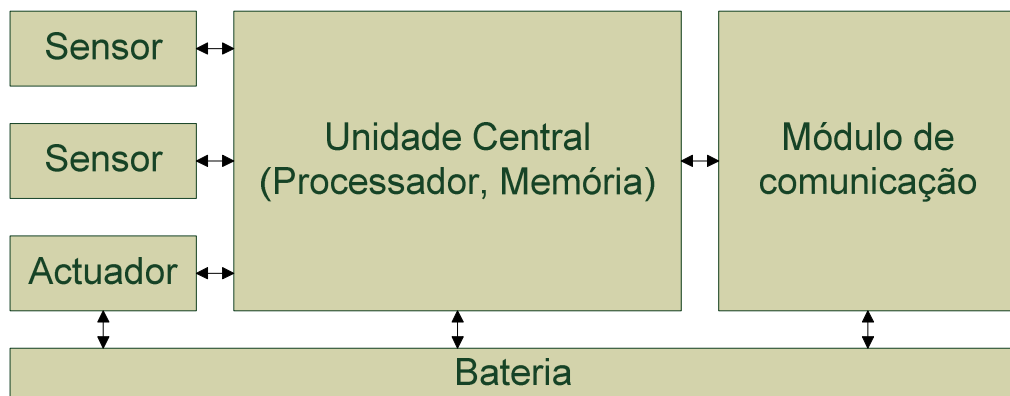 Sensor
Sensor
Actuador
Unidade Central
(Processador, Memória)
Módulo de
comunicação
Bateria